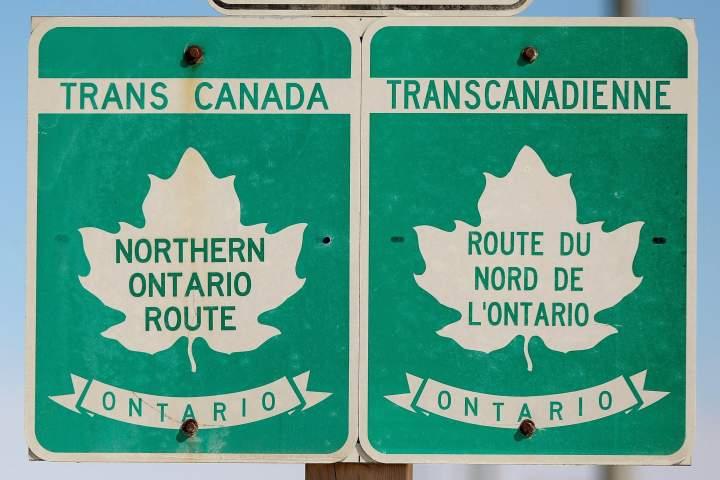 TRANS CANADA
NORTHERN
ONTARIO
ROUTE
ONTARIO
TRANSCANADIENNE
ROUTE DU
NORD DE
L'ONTARIO
ONTARIO